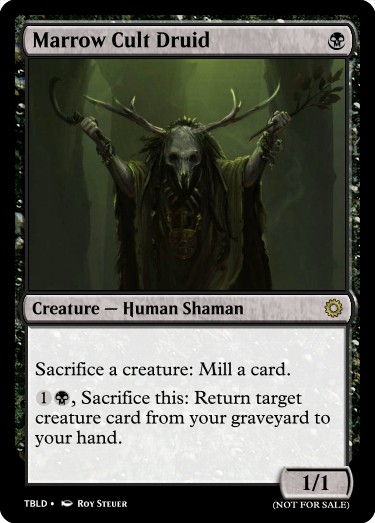 Marrow Cult Druid
Creature — Human Shaman
Sacrifice a creature: Mill a card.
1, Sacrifice this: Return target
creature card from your graveyard to
your hand.
1/1
TBLD • Roy Steuer
(NOT FOR SALE)